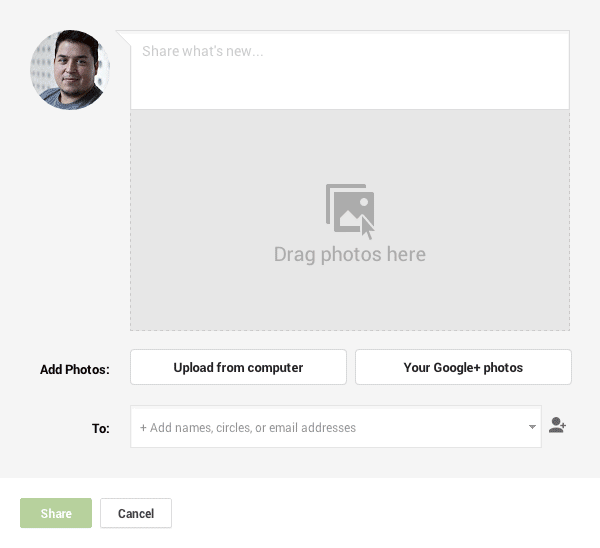 Share what's new...
Drag photos here
Add Photos:
Upload from computer
Your Google+ photos
To:
+ Add names, circles, or email addresses
Share
Cancel